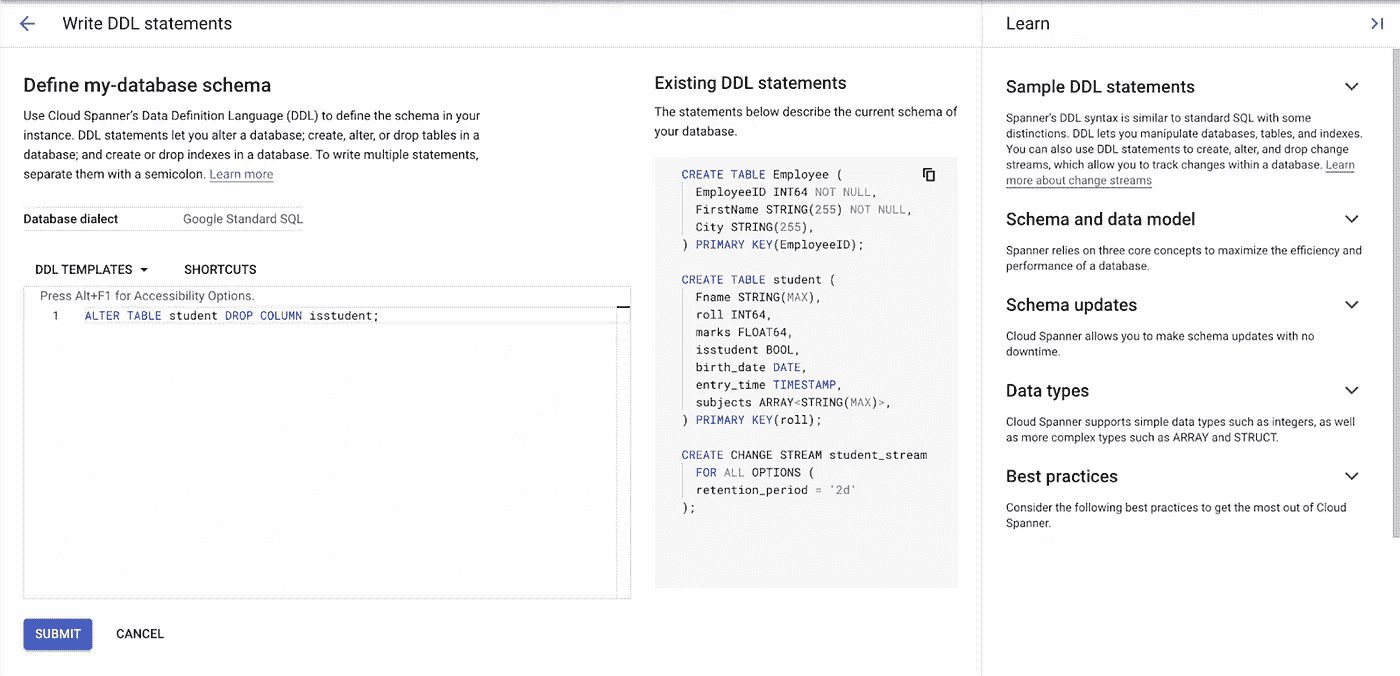 Write DDL statements
Define my-database schema
Use Cloud Spanner's Data Definition Language (DDL) to define the schema in your
instance. DDL statements let you alter a database; create, alter, or drop tables in a
database; and create or drop indexes in a database. To write multiple statements,
separate them with a semicolon. Learn more
Database dialect Google Standard SQL
DDL TEMPLATES SHORTCUTS
Press Alt+F1 for Accessibility Options.
1 ALTER TABLE student DROP COLUMN isstudent;
SUBMIT CANCEL
Existing DDL statements
The statements below describe the current schema of
your database.
CREATE TABLE Employee (
EmployeeID INT64 NOT NULL,
FirstName STRING(255) NOT NULL,
City STRING(255),
) PRIMARY KEY(EmployeeID);
CREATE TABLE student (
Fname STRING(MAX),
roll INT64,
marks FLOAT64,
isstudent BOOL,
birth_date DATE,
entry_time TIMESTAMP,
subjects ARRAY<STRING(MAX)>,
) PRIMARY KEY(roll);
CREATE CHANGE STREAM student_stream
FOR ALL OPTIONS (
retention_period = '2d'
);
Learn
Sample DDL statements
Spanner's DDL syntax is similar to standard SQL with some
distinctions. DDL lets you manipulate databases, tables, and indexes.
You can also use DDL statements to create, alter, and drop change
streams, which allow you to track changes within a database. Learn
more about change streams
Schema and data model
Spanner relies on three core concepts to maximize the efficiency and
performance of a database.
Schema updates
Cloud Spanner allows you to make schema updates with no
downtime.
Data types
Cloud Spanner supports simple data types such as integers, as well
as more complex types such as ARRAY and STRUCT.
Best practices
Consider the following best practices to get the most out of Cloud
Spanner.